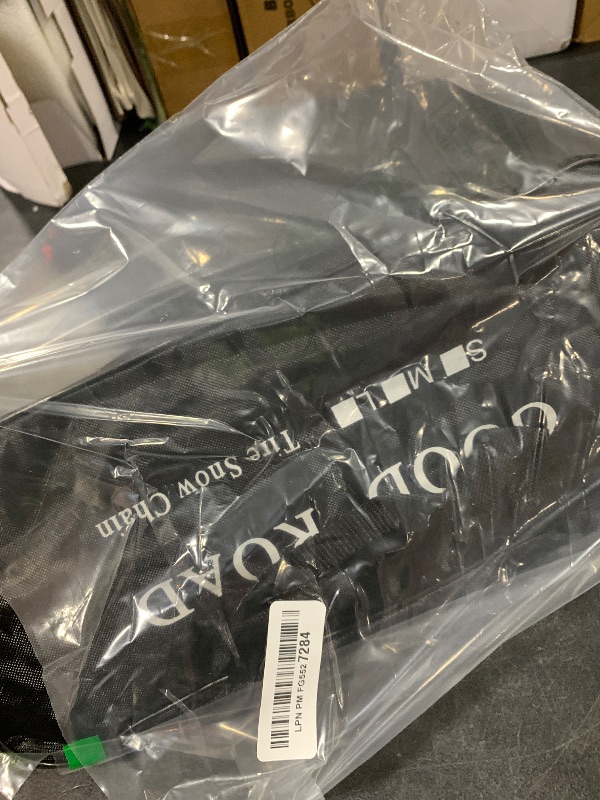 GOOD ROAD
Tire Snow Chain
S M L
LPN PM FG552 7284